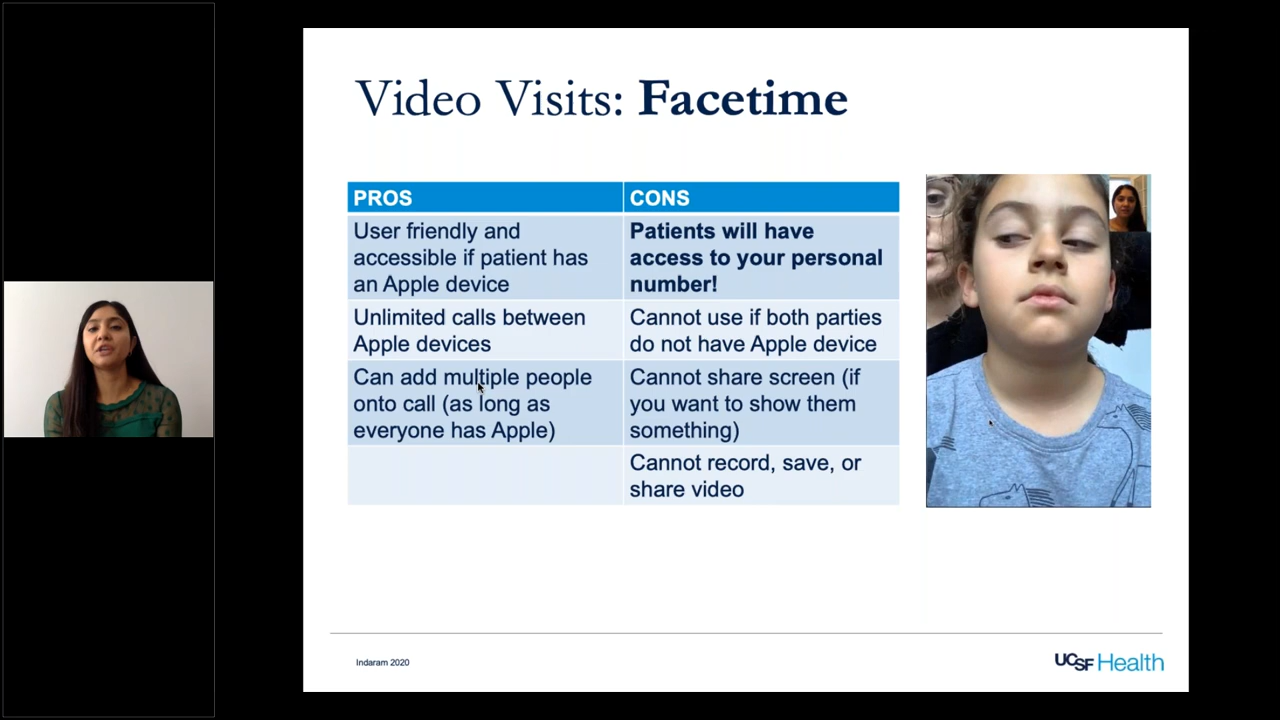 Video Visits: Facetime
PROS
CONS
User friendly and
accessible if patient has
an Apple device
Patients will have
access to your personal
number!
Unlimited calls between
Apple devices
Cannot use if both parties
do not have Apple device
Can add multiple people
onto call (as long as
everyone has Apple)
Cannot share screen (if
you want to show them
something)
Cannot record, save, or
share video
Indaram 2020
UCSF Health